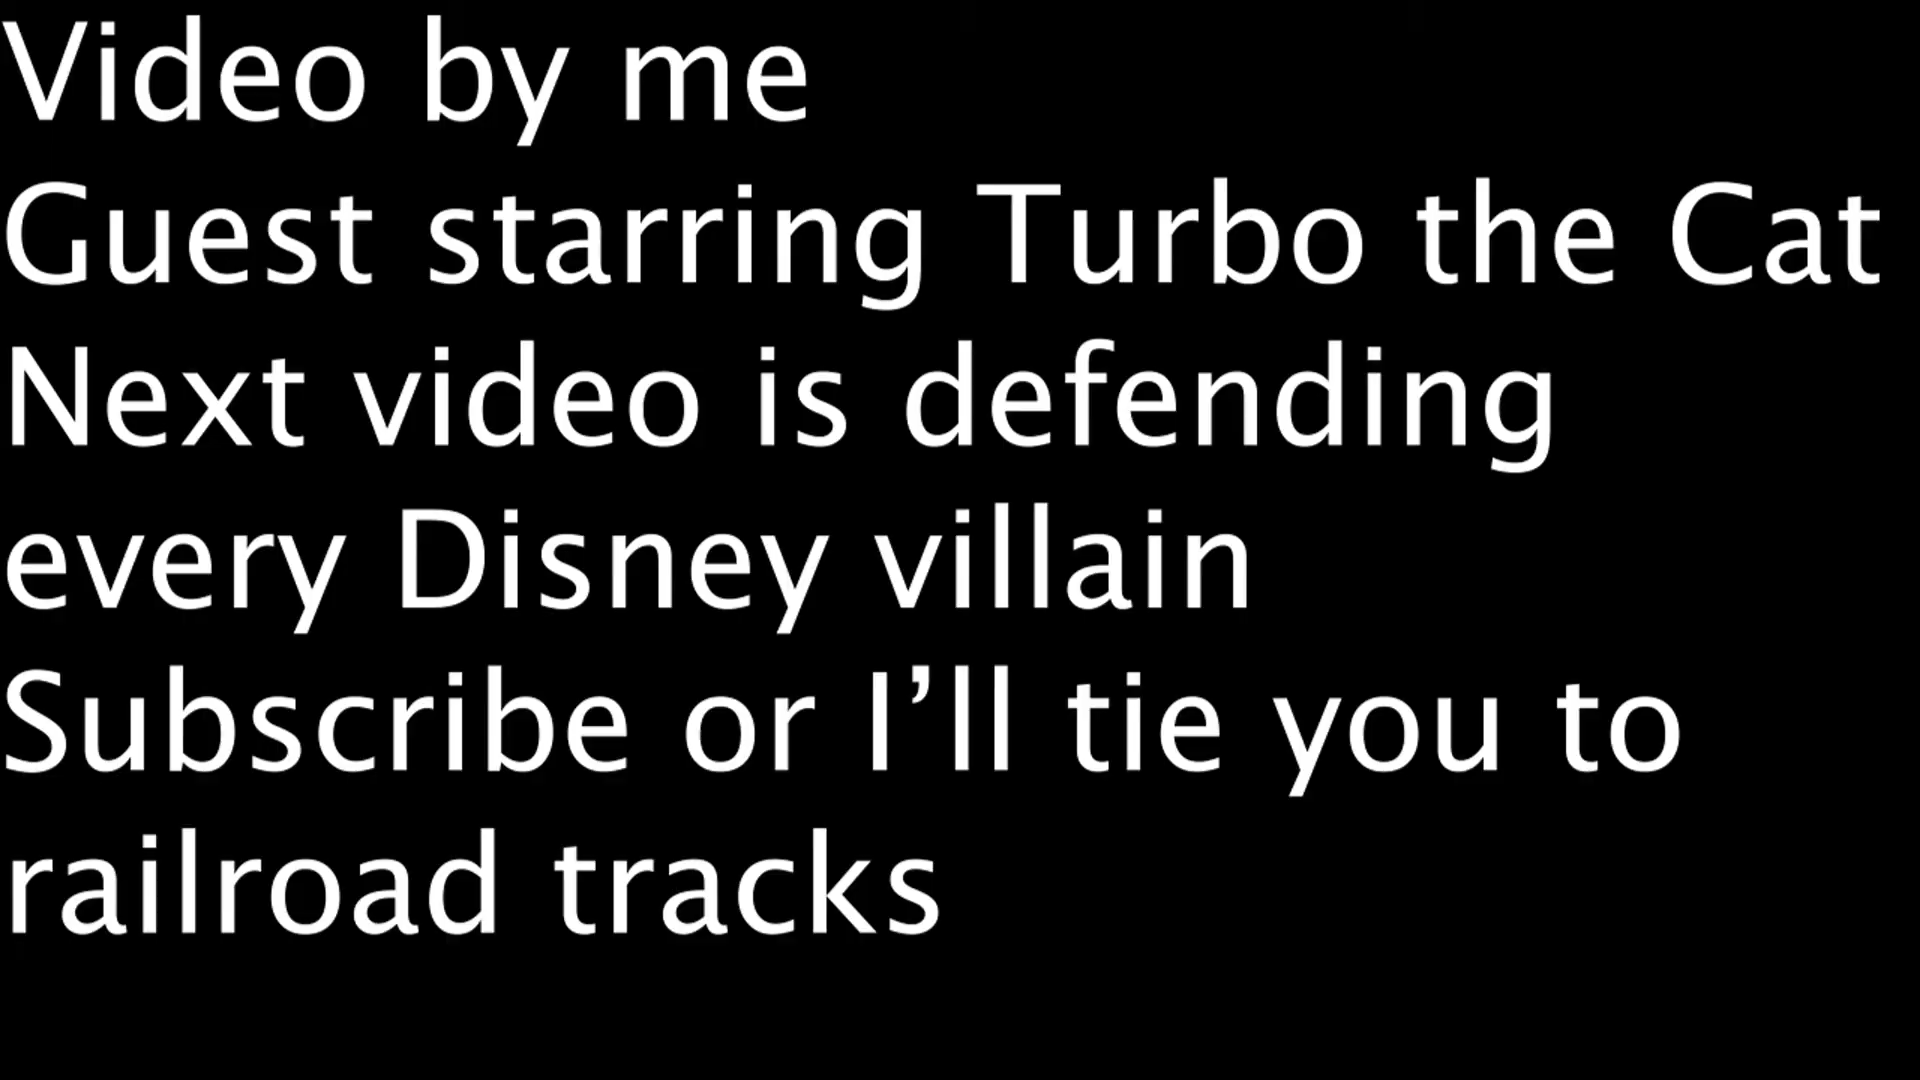 Video by me
Guest starring Turbo the Cat
Next video is defending
every Disney villain
Subscribe or I’ll tie you to
railroad tracks